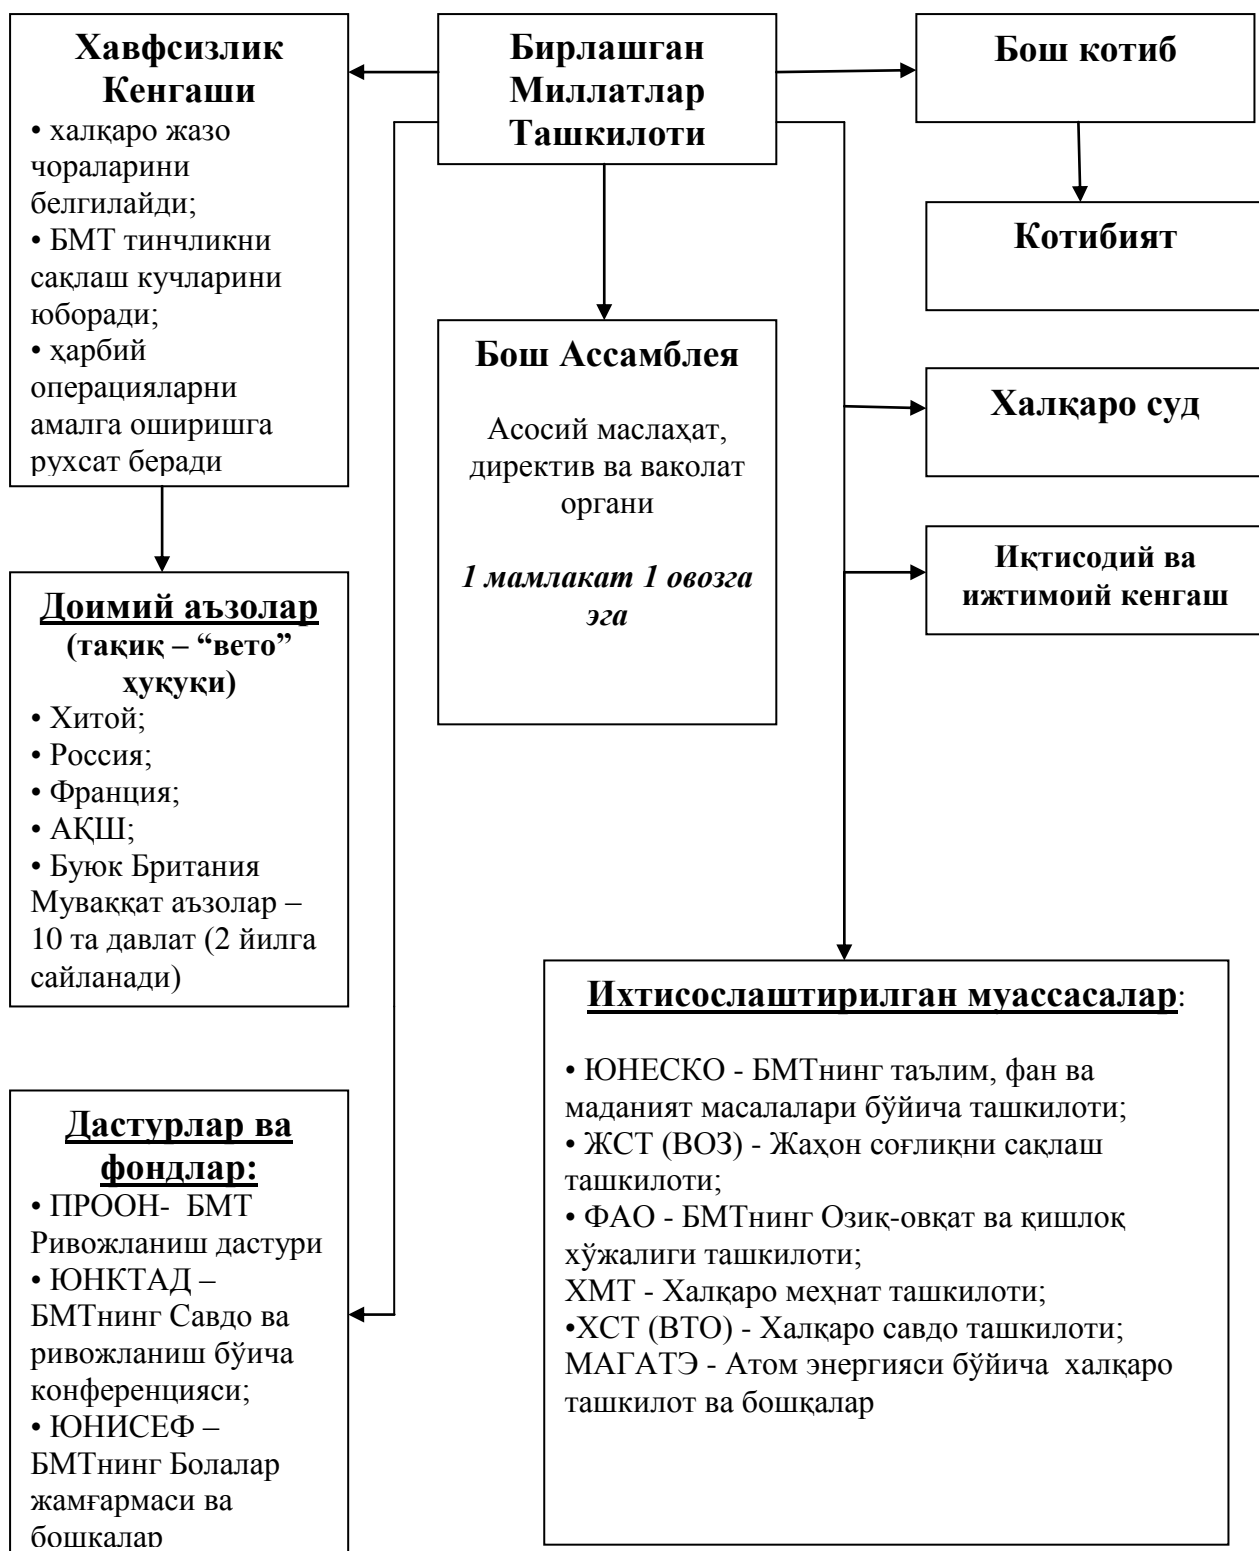 Хавфсизлик
Кенгаши
• халқаро жазо
чораларини
белгилайди;
• БМТ тинчликни
сақлаш кучларини
юборади;
• ҳарбий
операцияларни
амалга оширишга
рухсат беради
Бирлашган
Миллатлар
Ташкилоти
Бош котиб
Котибият
Бош Ассамблея
Асосий маслаҳат,
директив ва ваколат
органи
1 мамлакат 1 овозга
эга
Халқаро суд
Иқтисодий ва
ижтимоий кенгаш
Доимий аъзолар
(тақиқ – “вето”
ҳуқуқи)
• Хитой;
• Россия;
• Франция;
• АҚШ;
• Буюк Британия
Муваққат аъзолар –
10 та давлат (2 йилга
сайланади)
Дастурлар ва
фондлар:
• ПРООН- БМТ
Ривожланиш дастури
• ЮНКТАД –
БМТнинг Савдо ва
ривожланиш бўича
конференцияси;
• ЮНИСЕФ –
БМТнинг Болалар
жамғармаси ва
бошқалар
Ихтисослаштирилган муассасалар:
• ЮНЕСКО - БМТнинг таълим, фан ва
маданият масалалари бўйича ташкилоти;
• ЖСТ (ВОЗ) - Жаҳон соғлиқни сақлаш
ташкилоти;
• ФАО - БМТнинг Озиқ-овқат ва қишлоқ
хўжалиги ташкилоти;
ХМТ - Халқаро меҳнат ташкилоти;
•ХСТ (ВТО) - Халқаро савдо ташкилоти;
МАГАТЭ - Атом энергияси бўйича халқаро
ташкилот ва бошқалар